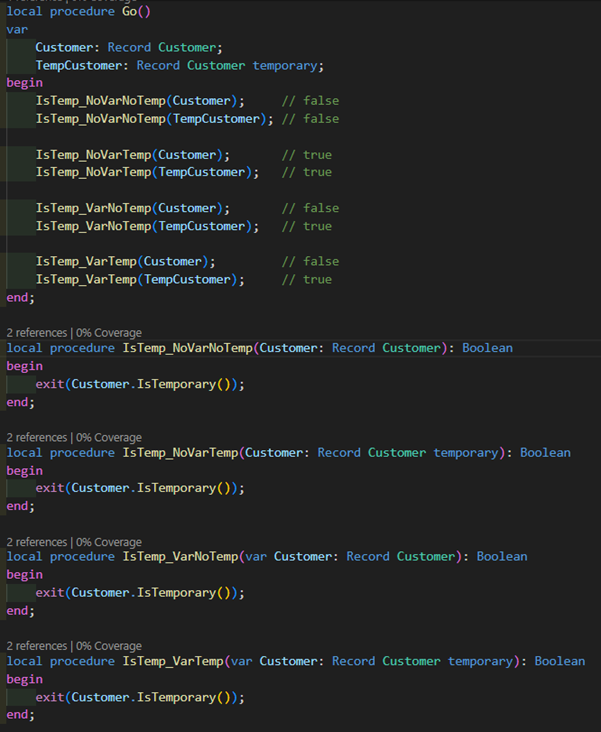 local procedure Go()
var
    Customer: Record Customer;
    TempCustomer: Record Customer temporary;
begin
    IsTemp_NoVarNoTemp(Customer);     // false
    IsTemp_NoVarNoTemp(TempCustomer); // false
    IsTemp_NoVarTemp(Customer);       // true
    IsTemp_NoVarTemp(TempCustomer);   // true
    IsTemp_VarNoTemp(Customer);       // false
    IsTemp_VarNoTemp(TempCustomer);   // true
    IsTemp_VarTemp(Customer);         // false
    IsTemp_VarTemp(TempCustomer);     // true
end;
2 references | 0% Coverage
local procedure IsTemp_NoVarNoTemp(Customer: Record Customer): Boolean
begin
    exit(Customer.IsTemporary());
end;
2 references | 0% Coverage
local procedure IsTemp_NoVarTemp(Customer: Record Customer temporary): Boolean
begin
    exit(Customer.IsTemporary());
end;
2 references | 0% Coverage
local procedure IsTemp_VarNoTemp(var Customer: Record Customer): Boolean
begin
    exit(Customer.IsTemporary());
end;
2 references | 0% Coverage
local procedure IsTemp_VarTemp(var Customer: Record Customer temporary): Boolean
begin
    exit(Customer.IsTemporary());
end;